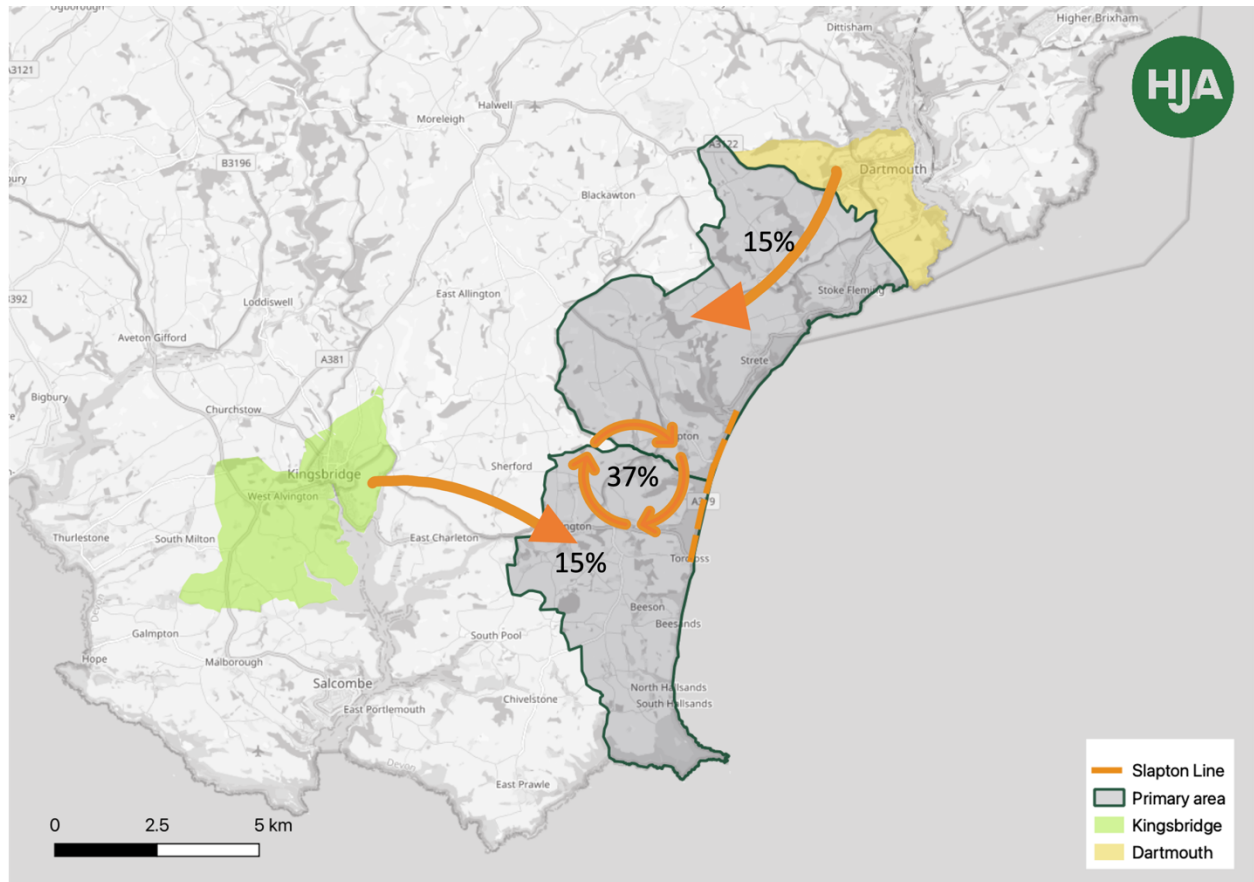 Ogborough
Dittisham
Higher Brixham
HJA
A3121
Halwell
Moreleigh
A3122
B3196
Dartmouth
Blackawton
15%
Stoke Fleming
East Allington
Loddiswell
Aveton Gifford
A381
Strete
Bigbury
Churchstow
Kingsbridge
Sherford
37%
West Alvington
Thurlestone
South Milton
East Charleton
15%
Beeson
Beesands
Galmpton
South Pool
Hope
Malborough
Salcombe
North Hallsands
South Hallsands
Chivelstone
East Portlemouth
Devon
East Prawle
Slapton Line
Primary area
Kingsbridge
Dartmouth
0 2.5 5 km